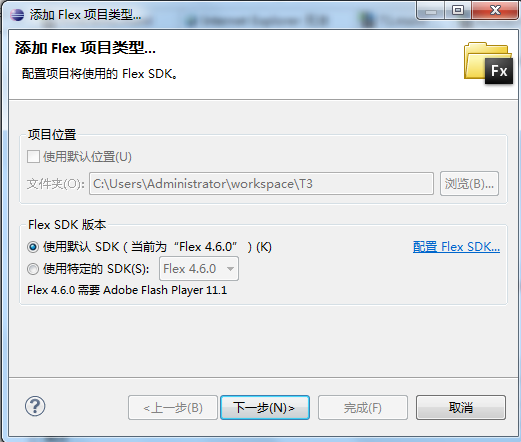 添加 Flex 项目类型...
添加 Flex 项目类型...
配置项目将使用的 Flex SDK。
Fx
项目位置
使用默认位置(U)
文件夹(O): C:\Users\Administrator\workspace\T3 浏览(B)...
Flex SDK 版本
使用默认 SDK（当前为“Flex 4.6.0”）(K) 配置 Flex SDK...
使用特定的 SDK(S): Flex 4.6.0
Flex 4.6.0 需要 Adobe Flash Player 11.1
<上一步(B) 下一步(N)> 完成(F) 取消